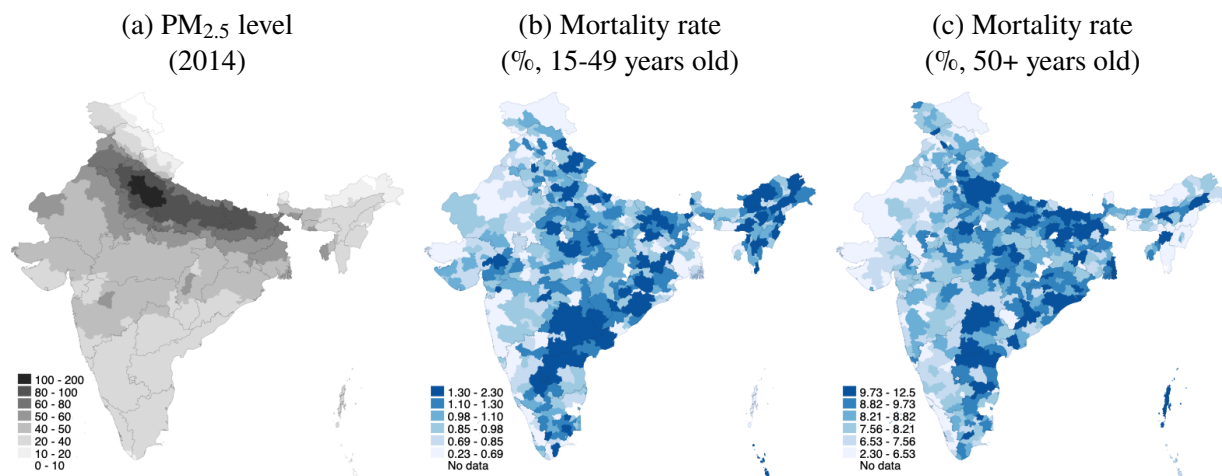 (a) PM2.5 level
(2014)
(b) Mortality rate
(%, 15-49 years old)
(c) Mortality rate
(%, 50+ years old)
100 - 200
80 - 100
60 - 80
50 - 60
40 - 50
20 - 40
10 - 20
0 - 10
1.30 - 2.30
1.10 - 1.30
0.98 - 1.10
0.85 - 0.98
0.69 - 0.85
0.23 - 0.69
No data
9.73 - 12.5
8.82 - 9.73
8.21 - 8.82
7.56 - 8.21
6.53 - 7.56
2.30 - 6.53
No data